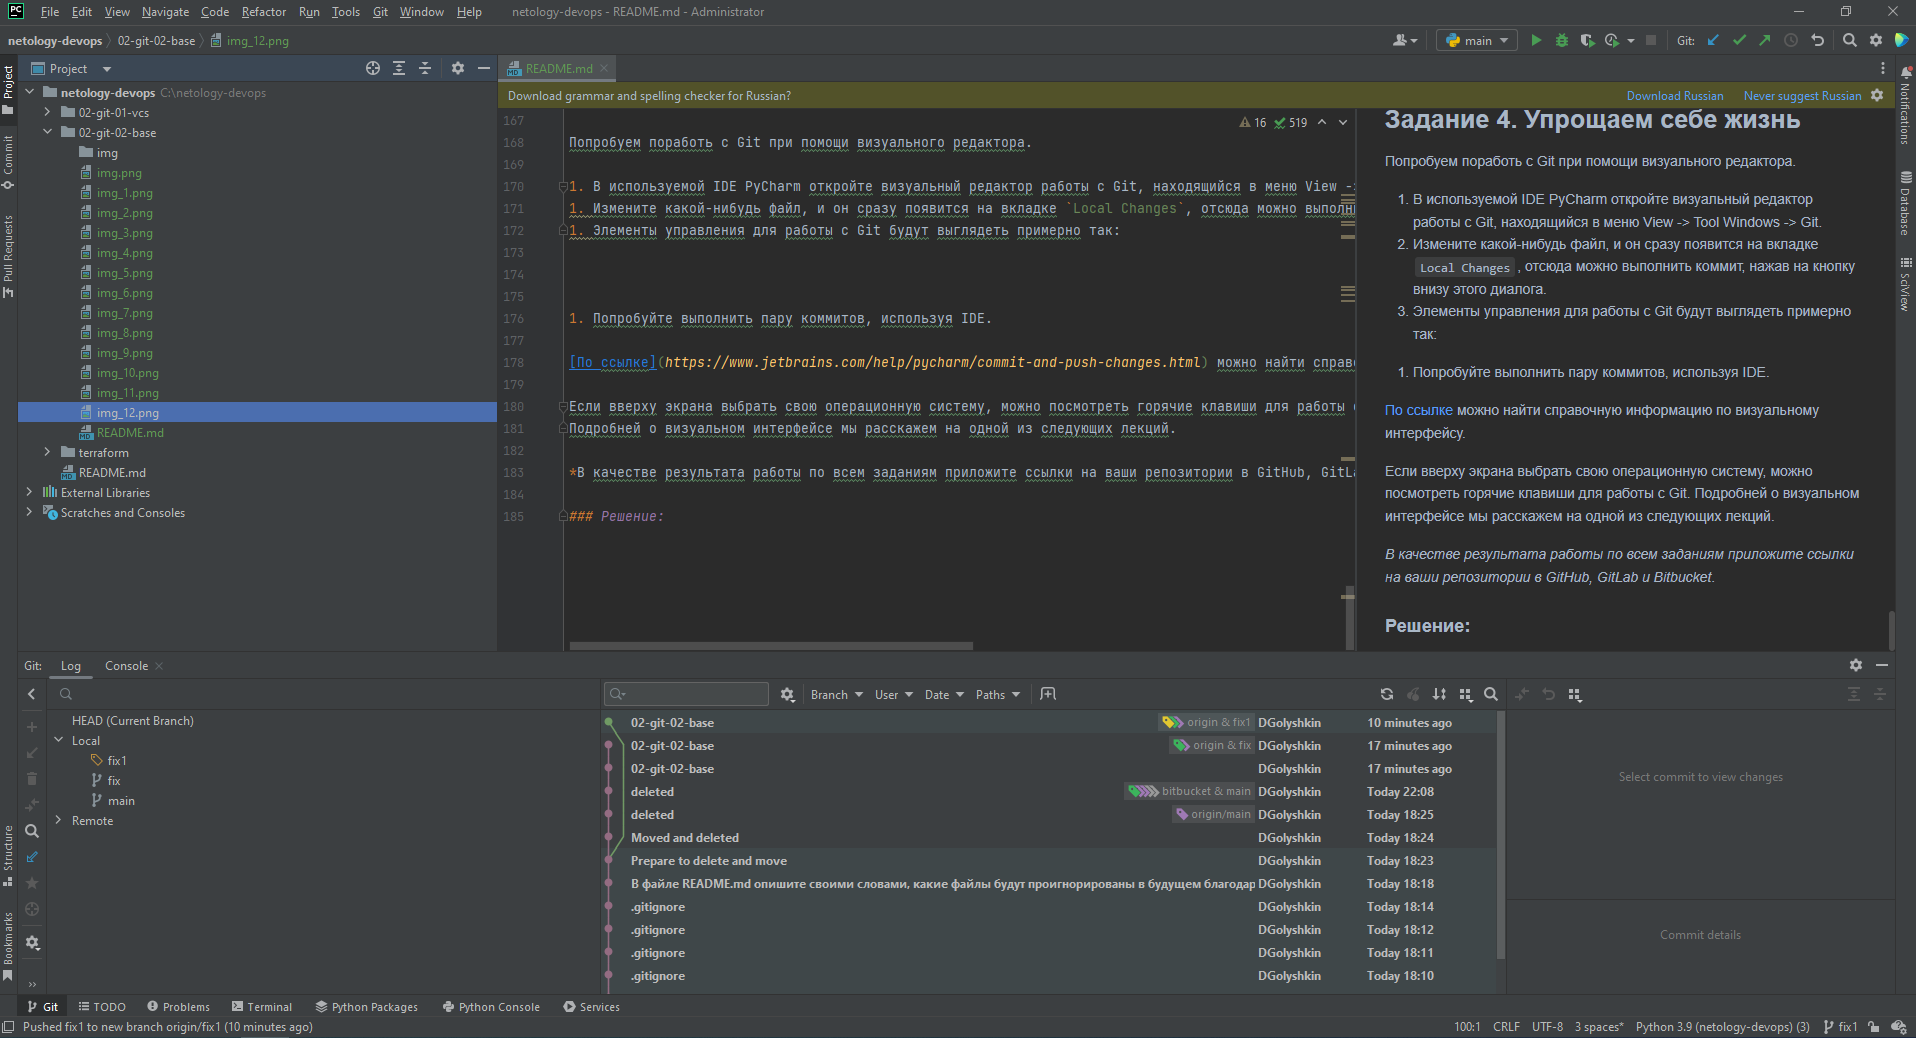 PC File Edit View Navigate Code Refactor Run Tools Git Window Help netology-devops - README.md - Administrator
netology-devops 02-git-02-base img_12.png main Git:
Project README.md
netology-devops C:\netology-devops
02-git-01-vcs
02-git-02-base
img
img.png
img_1.png
img_2.png
img_3.png
img_4.png
img_5.png
img_6.png
img_7.png
img_8.png
img_9.png
img_10.png
img_11.png
img_12.png
README.md
terraform
README.md
External Libraries
Scratches and Consoles
Project
Commit
Pull Requests
Structure
Bookmarks
Download grammar and spelling checker for Russian? Download Russian Never suggest Russian
16 519
167
168 Попробуем поработь с Git при помощи визуального редактора.
169
170 1. В используемой IDE PyCharm откройте визуальный редактор работы с Git, находящийся в меню View -
171 1. Измените какой-нибудь файл, и он сразу появится на вкладке `Local Changes`, отсюда можно выполн
172 1. Элементы управления для работы с Git будут выглядеть примерно так:
173
174
175
176 1. Попробуйте выполнить пару коммитов, используя IDE.
177
178 [По ссылке](https://www.jetbrains.com/help/pycharm/commit-and-push-changes.html) можно найти справо
179
180 Если вверху экрана выбрать свою операционную систему, можно посмотреть горячие клавиши для работы
181 Подробней о визуальном интерфейсе мы расскажем на одной из следующих лекций.
182
183 *В качестве результата работы по всем заданиям приложите ссылки на ваши репозитории в GitHub, GitLa
184
185 ### Решение:
Задание 4. Упрощаем себе жизнь
Попробуем поработь с Git при помощи визуального редактора.
1. В используемой IDE PyCharm откройте визуальный редактор
работы с Git, находящийся в меню View -> Tool Windows -> Git.
2. Измените какой-нибудь файл, и он сразу появится на вкладке
Local Changes , отсюда можно выполнить коммит, нажав на кнопку
внизу этого диалога.
3. Элементы управления для работы с Git будут выглядеть примерно
так:
1. Попробуйте выполнить пару коммитов, используя IDE.
По ссылке можно найти справочную информацию по визуальному
интерфейсу.
Если вверху экрана выбрать свою операционную систему, можно
посмотреть горячие клавиши для работы с Git. Подробней о визуальном
интерфейсе мы расскажем на одной из следующих лекций.
В качестве результата работы по всем заданиям приложите ссылки
на ваши репозитории в GitHub, GitLab и Bitbucket.
Решение:
Notifications
Database
SciView
Git: Log Console
HEAD (Current Branch)
Local
fix1
fix
main
Remote
Branch User Date Paths
02-git-02-base origin & fix1 DGolyshkin 10 minutes ago
02-git-02-base origin & fix DGolyshkin 17 minutes ago
02-git-02-base DGolyshkin 17 minutes ago
deleted bitbucket & main DGolyshkin Today 22:08
deleted origin/main DGolyshkin Today 18:25
Moved and deleted DGolyshkin Today 18:24
Prepare to delete and move DGolyshkin Today 18:23
В файле README.md опишите своими словами, какие файлы будут проигнорированы в будущем благодар DGolyshkin Today 18:18
.gitignore DGolyshkin Today 18:14
.gitignore DGolyshkin Today 18:12
.gitignore DGolyshkin Today 18:11
.gitignore DGolyshkin Today 18:10
Select commit to view changes
Commit details
Git TODO Problems Terminal Python Packages Python Console Services
Pushed fix1 to new branch origin/fix1 (10 minutes ago) 100:1 CRLF UTF-8 3 spaces* Python 3.9 (netology-devops) (3) fix1